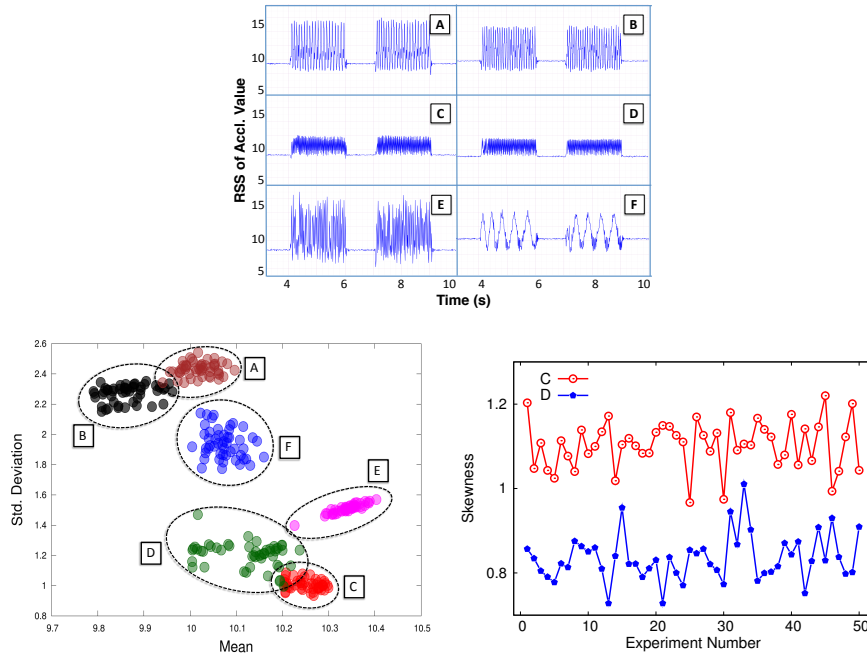 A
B
15
10
5
C
D
15
10
5
E
F
15
10
5
RSS of Accl. Value
4 6 8 10 4 6 8 10
Time (s)
2.6
2.4
2.2
2
1.8
1.6
1.4
1.2
1
0.8
Std. Deviation
A
B
F
E
D
C
9.7 9.8 9.9 10 10.1 10.2 10.3 10.4 10.5
Mean
C
D
1.2
1
0.8
Skewness
0 10 20 30 40 50
Experiment Number